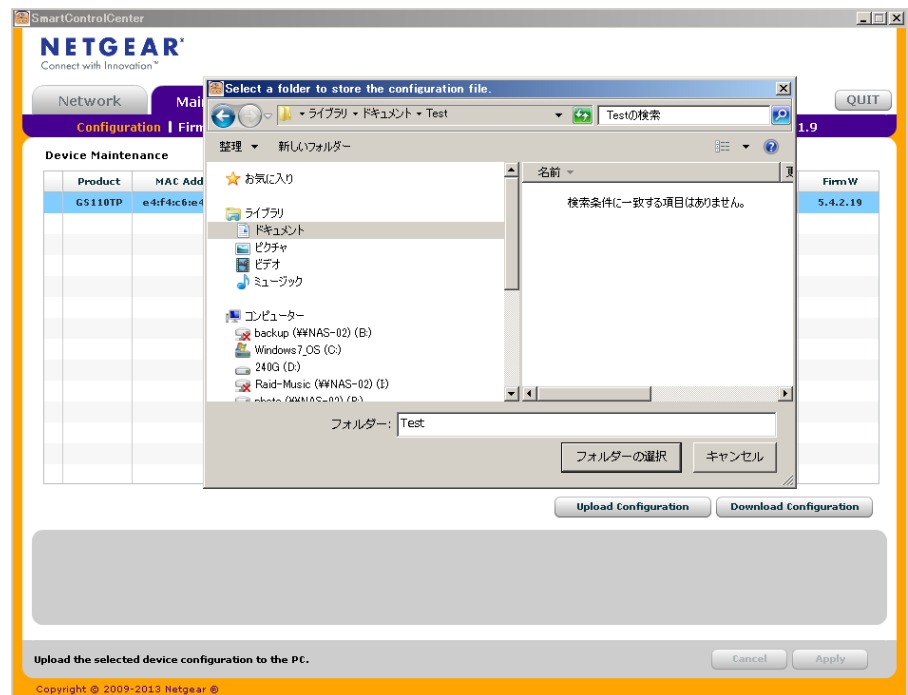 SmartControlCenter
NETGEAR®
Connect with Innovation™
Network
Mai
QUIT
Configuration
Firm
1.9
Device Maintenance
Product
MAC Add
FirmW
GS110TP
e4:f4:c6:e4
5.4.2.19
Select a folder to store the configuration file.
ライブラリ
ドキュメント
Test
Testの検索
整理
新しいフォルダー
お気に入り
ライブラリ
ドキュメント
ピクチャ
ビデオ
ミュージック
コンピューター
backup (¥¥NAS-02) (B:)
Windows7_OS (C:)
240G (D:)
Raid-Music (¥¥NAS-02) (I:)
photo (¥¥NAS-02) (P:)
名前
検索条件に一致する項目はありません。
フォルダー: Test
フォルダーの選択
キャンセル
Upload Configuration
Download Configuration
Upload the selected device configuration to the PC.
Cancel
Apply
Copyright © 2009-2013 Netgear ®